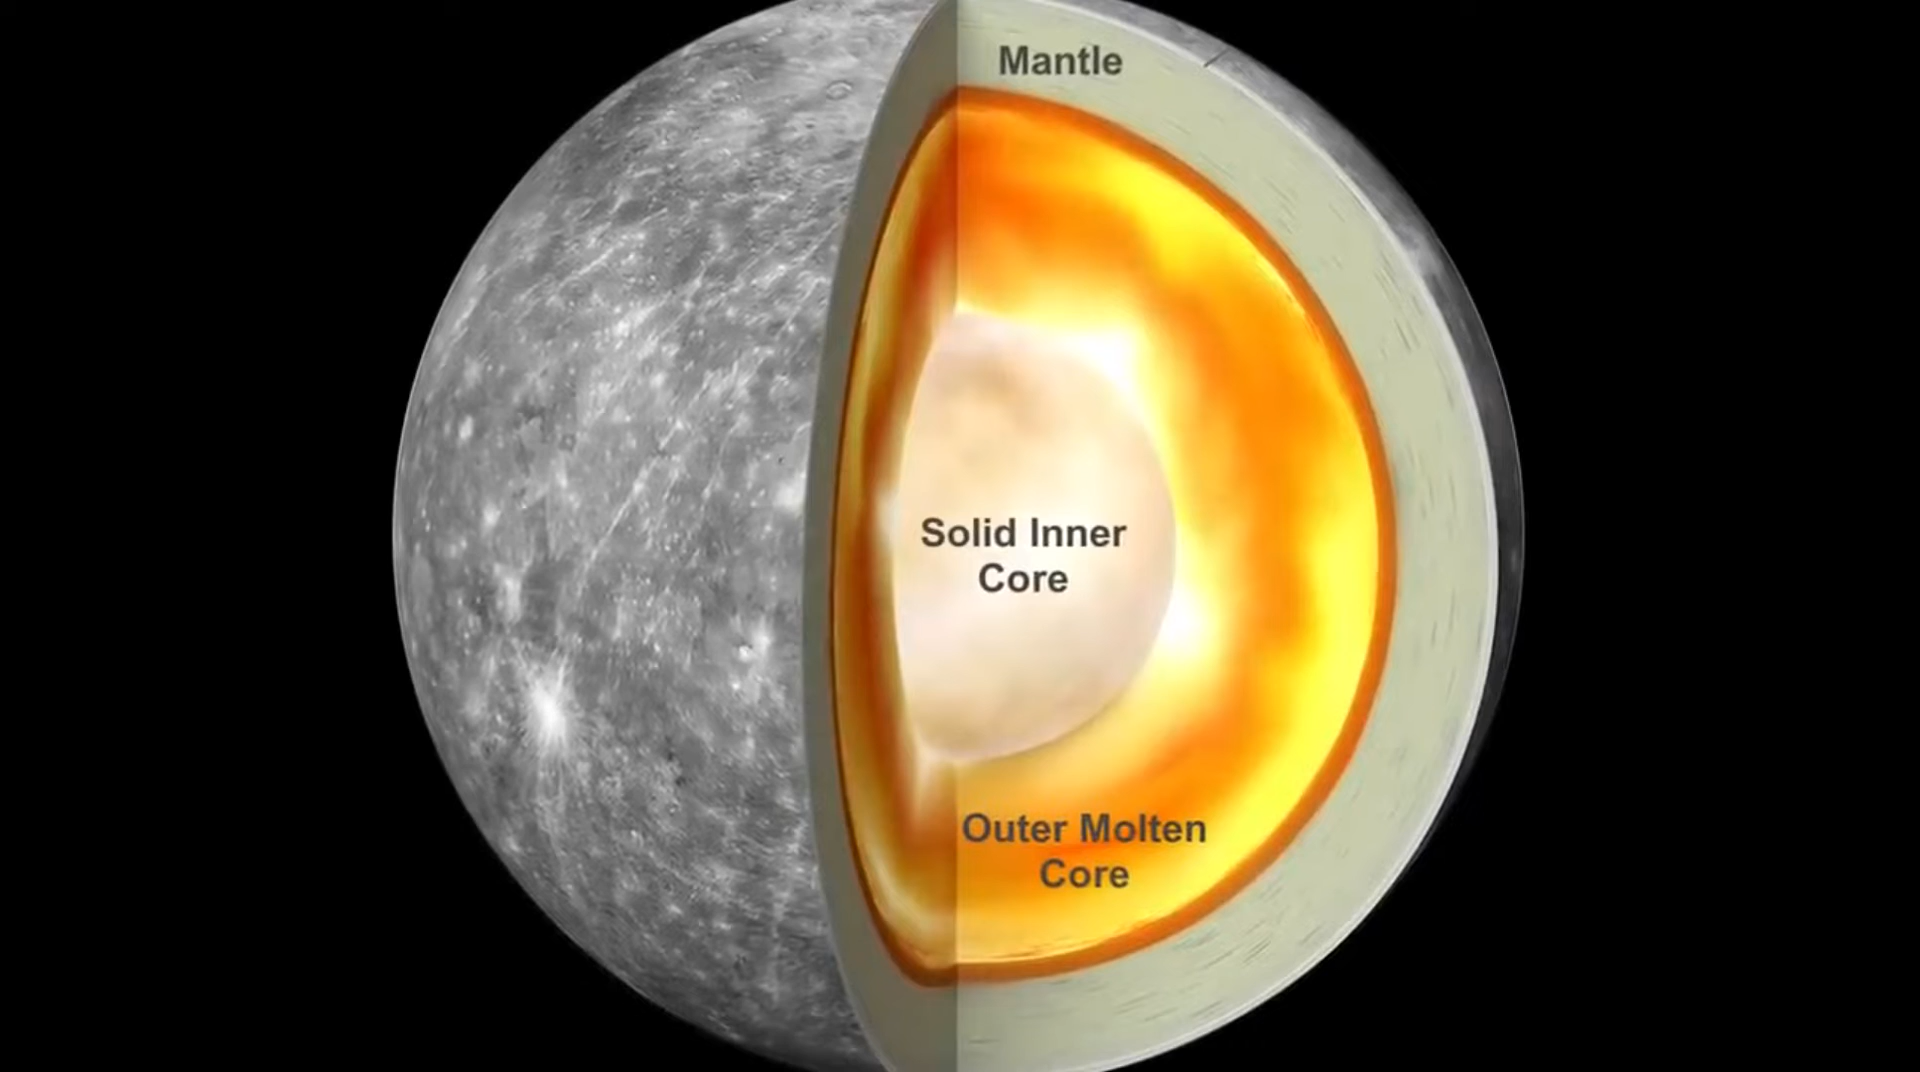 Mantle
Solid Inner
Core
Outer Molten
Core